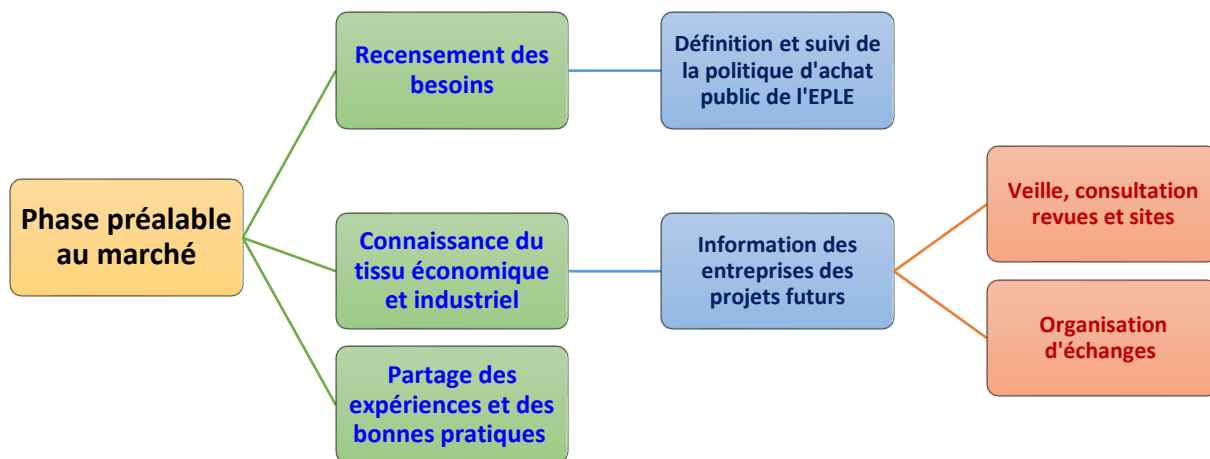 Phase préalable
au marché
Recensement des
besoins
Définition et suivi de
la politique d'achat
public de l'EPLE
Connaissance du
tissu économique
et industriel
Information des
entreprises des
projets futurs
Veille, consultation
revues et sites
Organisation
d'échanges
Partage des
expériences et des
bonnes pratiques